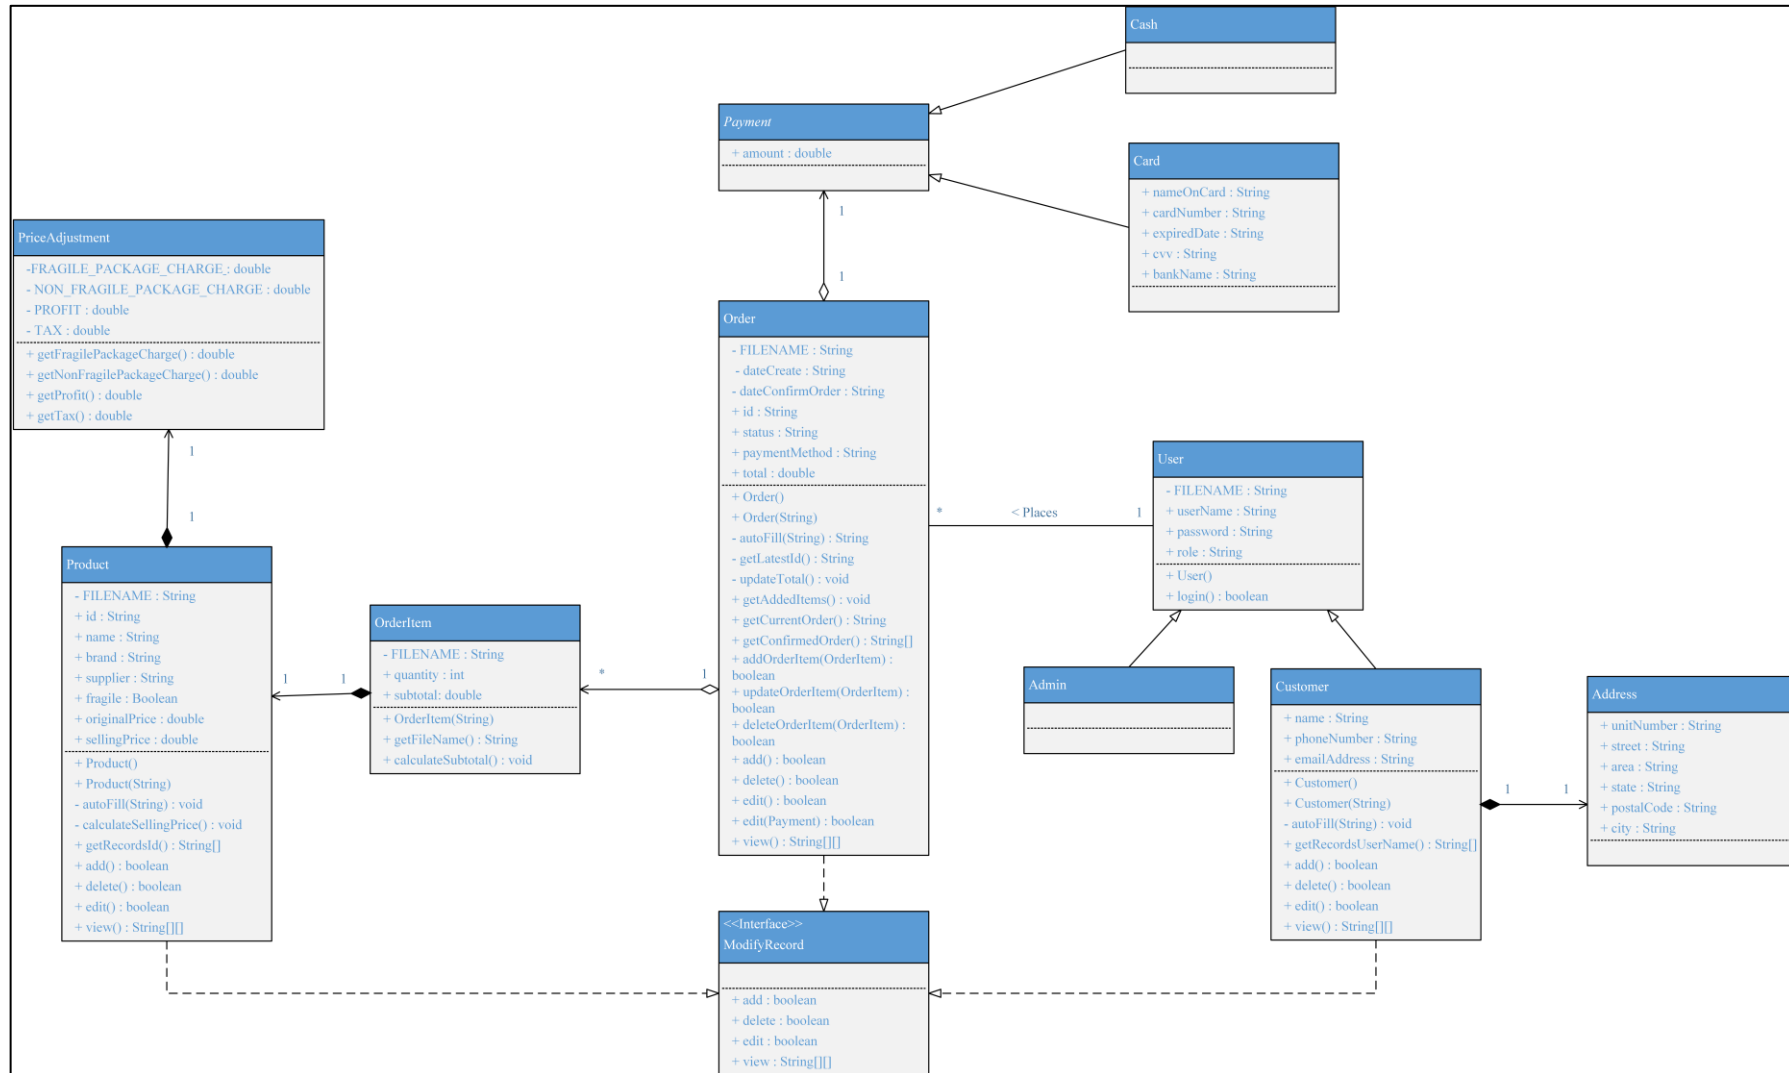 Cash
Payment
+ amount : double
Card
+ nameOnCard : String
+ cardNumber : String
+ expiredDate : String
+ cvv : String
+ bankName : String
1
1
PriceAdjustment
-FRAGILE_PACKAGE_CHARGE : double
- NON_FRAGILE_PACKAGE_CHARGE : double
- PROFIT : double
- TAX : double
+ getFragilePackageCharge() : double
+ getNonFragilePackageCharge() : double
+ getProfit() : double
+ getTax() : double
1
1
Order
- FILENAME : String
- dateCreate : String
- dateConfirmOrder : String
+ id : String
+ status : String
+ paymentMethod : String
+ total : double
+ Order()
+ Order(String)
- autoFill(String) : String
- getLatestId() : String
- updateTotal() : void
+ getAddedItems() : void
+ getCurrentOrder() : String
+ getConfirmedOrder() : String[]
+ addOrderItem(OrderItem) :
boolean
+ updateOrderItem(OrderItem) :
boolean
+ deleteOrderItem(OrderItem) :
boolean
+ add() : boolean
+ delete() : boolean
+ edit() : boolean
+ edit(Payment) : boolean
+ view() : String[][]
* < Places 1
User
- FILENAME : String
+ userName : String
+ password : String
+ role : String
+ User()
+ login() : boolean
Product
- FILENAME : String
+ id : String
+ name : String
+ brand : String
+ supplier : String
+ fragile : Boolean
+ originalPrice : double
+ sellingPrice : double
+ Product()
+ Product(String)
- autoFill(String) : void
- calculateSellingPrice() : void
+ getRecordsId() : String[]
+ add() : boolean
+ delete() : boolean
+ edit() : boolean
+ view() : String[][]
1 1
OrderItem
- FILENAME : String
+ quantity : int
+ subtotal: double
+ OrderItem(String)
+ getFileName() : String
+ calculateSubtotal() : void
* 1
Admin
Customer
+ name : String
+ phoneNumber : String
+ emailAddress : String
+ Customer()
+ Customer(String)
- autoFill(String) : void
+ getRecordsUserName() : String[]
+ add() : boolean
+ delete() : boolean
+ edit() : boolean
+ view() : String[][]
1 1
Address
+ unitNumber : String
+ street : String
+ area : String
+ state : String
+ postalCode : String
+ city : String
<<Interface>>
ModifyRecord
+ add : boolean
+ delete : boolean
+ edit : boolean
+ view : String[][]